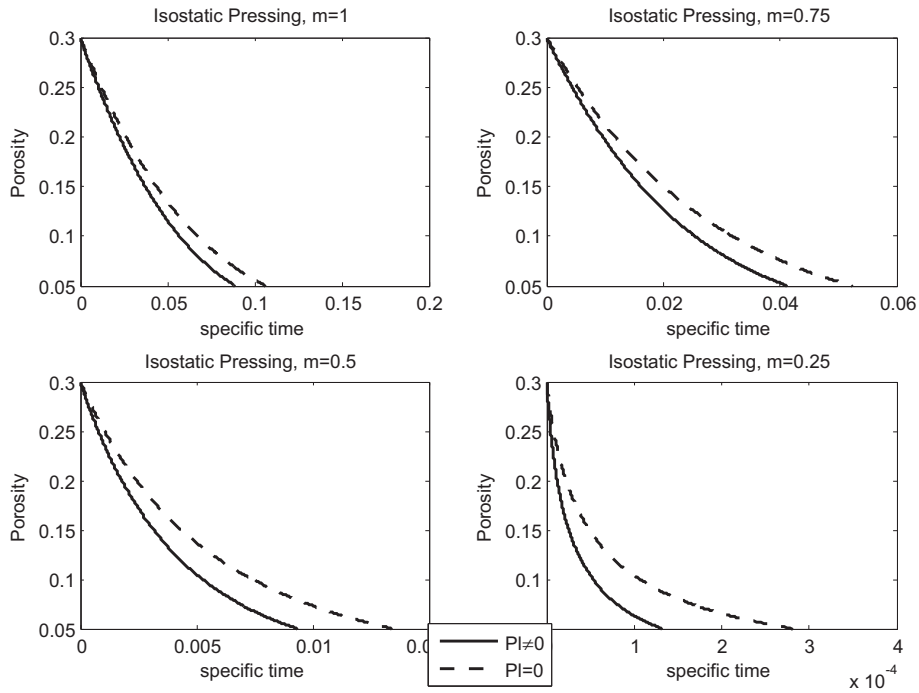 Isostatic Pressing, m=1
0.3
0.25
0.2
0.15
0.1
0.05
Porosity
0
0.05
0.1
0.15
0.2
specific time
Isostatic Pressing, m=0.75
0.3
0.25
0.2
0.15
0.1
0.05
Porosity
0
0.02
0.04
0.06
specific time
Isostatic Pressing, m=0.5
0.3
0.25
0.2
0.15
0.1
0.05
Porosity
0
0.005
0.01
specific time
Isostatic Pressing, m=0.25
0.3
0.25
0.2
0.15
0.1
0.05
Porosity
1
2
3
4
specific time
x 10⁻⁴
PI≠0
PI=0